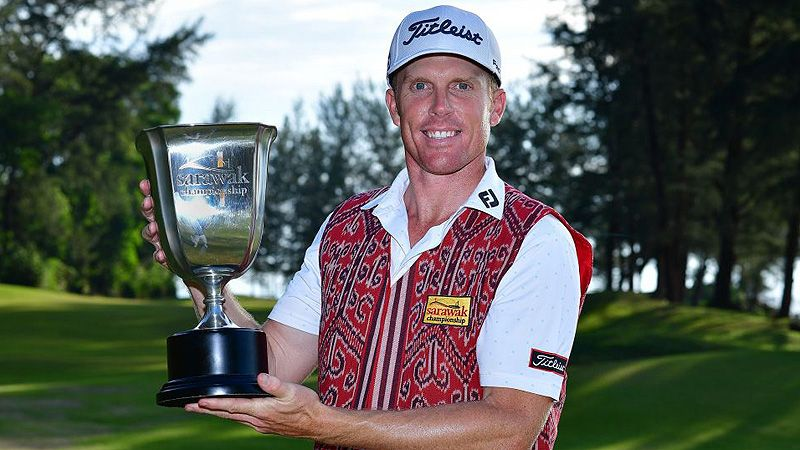 Titleist
FJ
sarawak
championship
sarawak
championship
Titleist